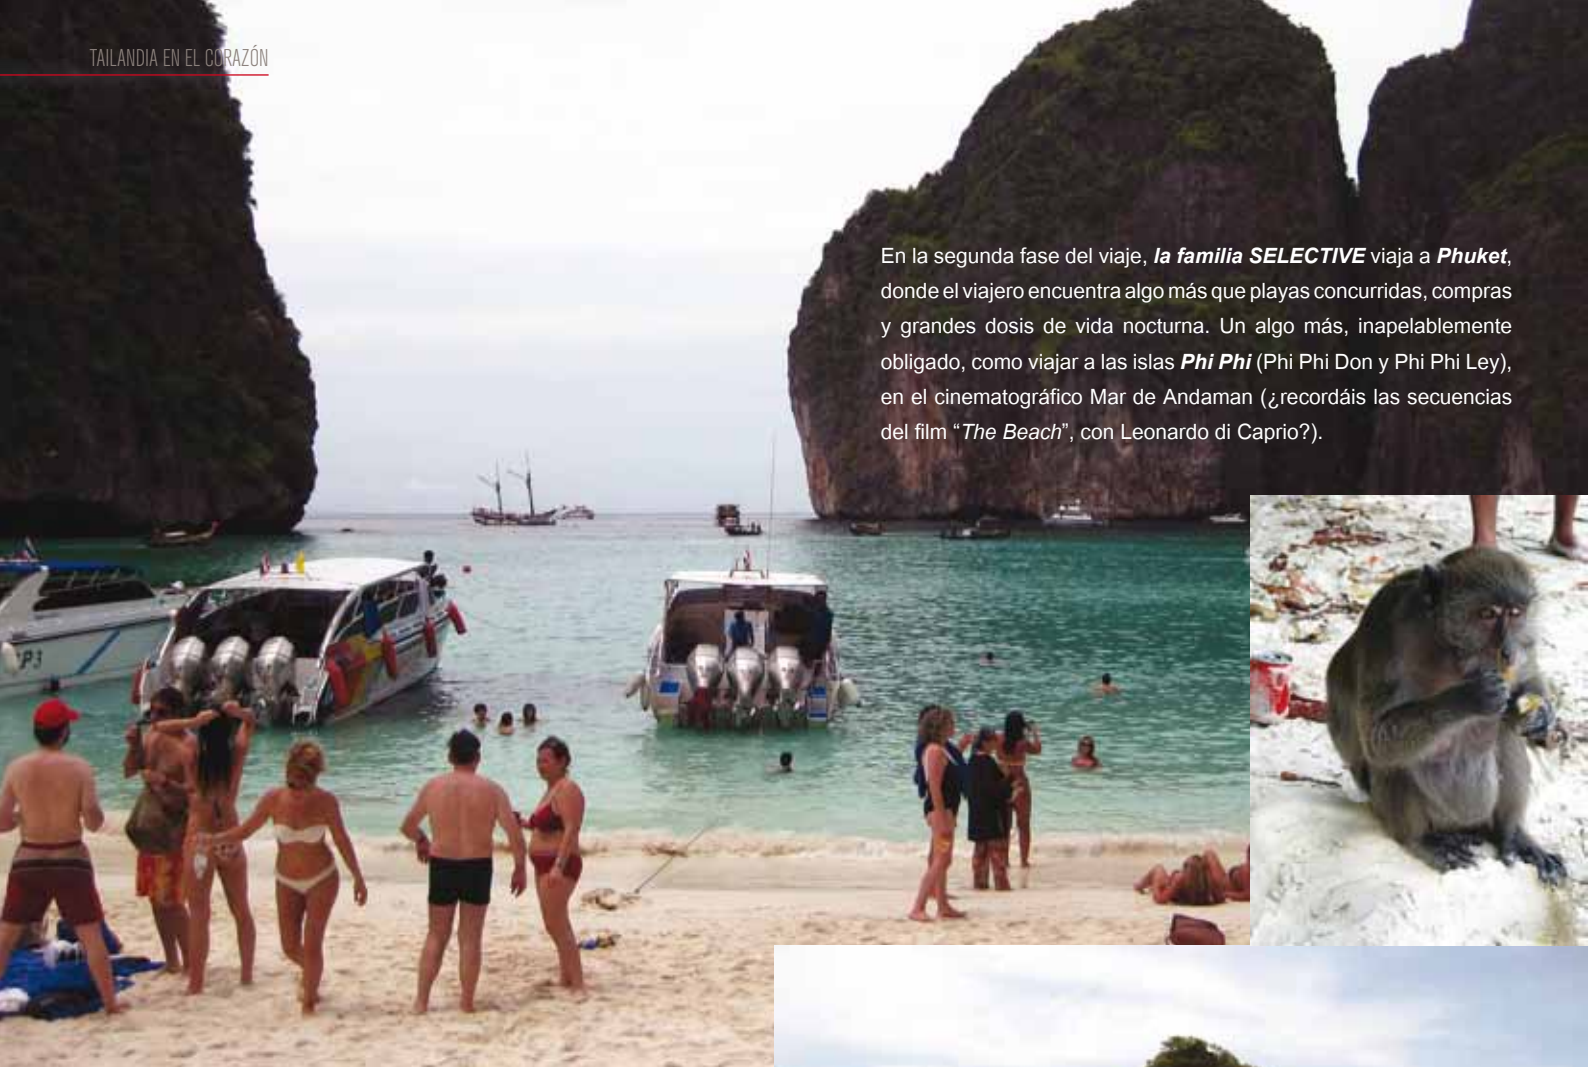 TAILANDIA EN EL CORAZÓN
En la segunda fase del viaje, la familia SELECTIVE viaja a Phuket,
donde el viajero encuentra algo más que playas concurridas, compras
y grandes dosis de vida nocturna. Un algo más, inapelablemente
obligado, como viajar a las islas Phi Phi (Phi Phi Don y Phi Phi Ley),
en el cinematográfico Mar de Andaman (¿recordáis las secuencias
del film “The Beach”, con Leonardo di Caprio?).